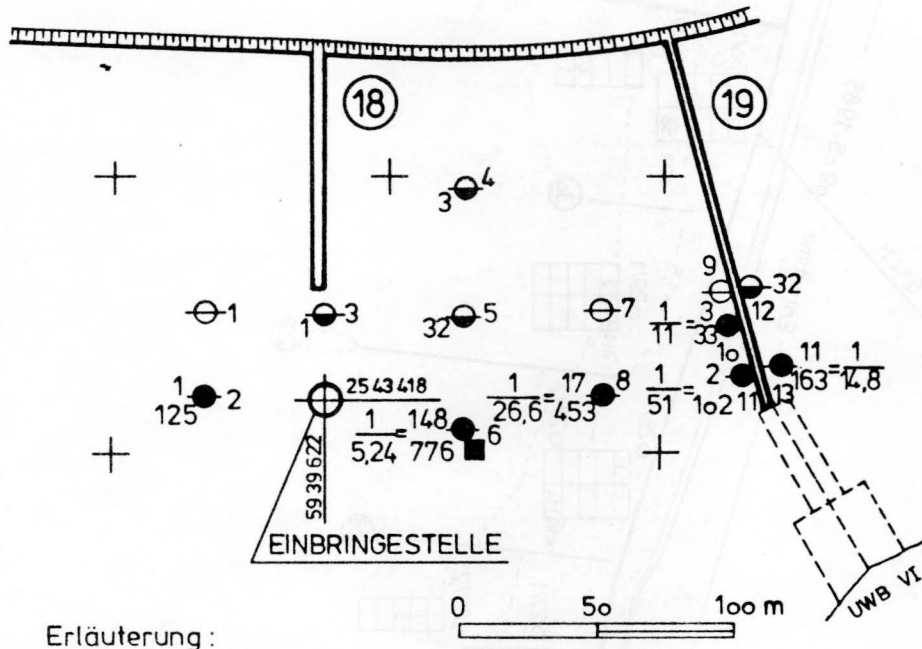 18
19
4
3
9
32
12
1
1 3
32 5
7
1/11 = 3/33
10
1 2
125
25 43 418
59 39 622
1/5,24 = 148/776
6
1/26,6 = 17/453
8
1/51 = 2/102
11
11/163 = 1/14,8
13
EINBRINGESTELLE
UWB VI
0 50 100 m
Erläuterung :